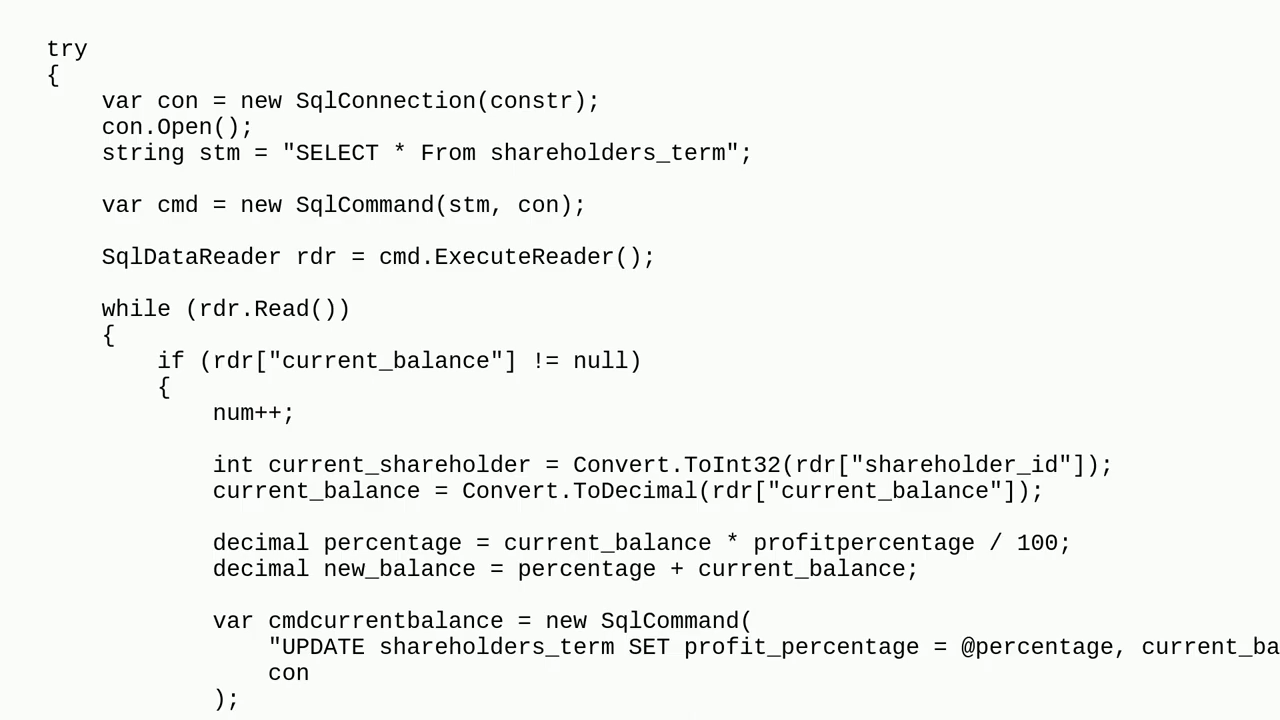 try
{
    var con = new SqlConnection(constr);
    con.Open();
    string stm = "SELECT * From shareholders_term";
    var cmd = new SqlCommand(stm, con);
    SqlDataReader rdr = cmd.ExecuteReader();
    while (rdr.Read())
    {
        if (rdr["current_balance"] != null)
        {
            num++;
            int current_shareholder = Convert.ToInt32(rdr["shareholder_id"]);
            current_balance = Convert.ToDecimal(rdr["current_balance"]);
            decimal percentage = current_balance * profitpercentage / 100;
            decimal new_balance = percentage + current_balance;
            var cmdcurrentbalance = new SqlCommand(
                "UPDATE shareholders_term SET profit_percentage = @percentage, current_ba
                con
            );